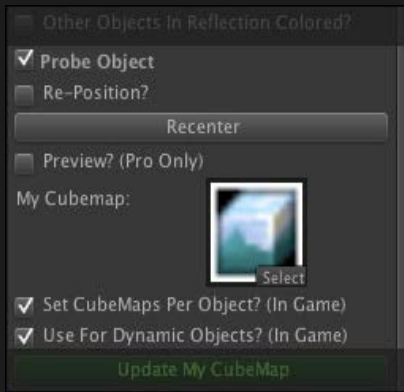 Other Objects In Reflection Colored?
Probe Object
Re-Position?
Recenter
Preview? (Pro Only)
My Cubemap:
Select
Set CubeMaps Per Object? (In Game)
Use For Dynamic Objects? (In Game)
Update My CubeMap